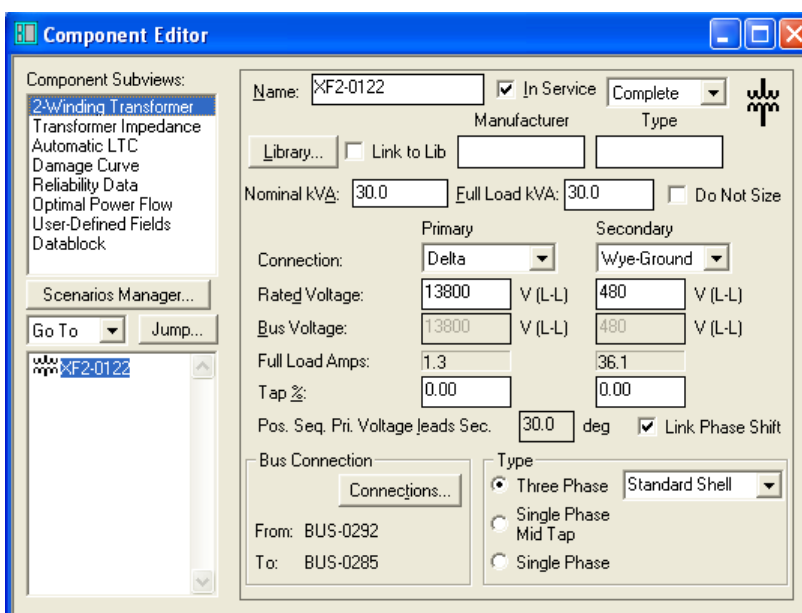 Component Editor
Component Subviews:
2-Winding Transformer
Transformer Impedance
Automatic LTC
Damage Curve
Reliability Data
Optimal Power Flow
User-Defined Fields
Datablock
Scenarios Manager...
Go To Jump...
XF2-0122
Name: XF2-0122 In Service Complete
Manufacturer Type
Library... Link to Lib
Nominal kVA: 30.0 Full Load kVA: 30.0 Do Not Size
Primary Secondary
Connection: Delta Wye-Ground
Rated Voltage: 13800 V (L-L) 480 V (L-L)
Bus Voltage: 13800 V (L-L) 480 V (L-L)
Full Load Amps: 1.3 36.1
Tap %: 0.00 0.00
Pos. Seq. Pri. Voltage leads Sec. 30.0 deg Link Phase Shift
Bus Connection
Connections...
From: BUS-0292
To: BUS-0285
Type
Three Phase Standard Shell
Single Phase
Mid Tap
Single Phase